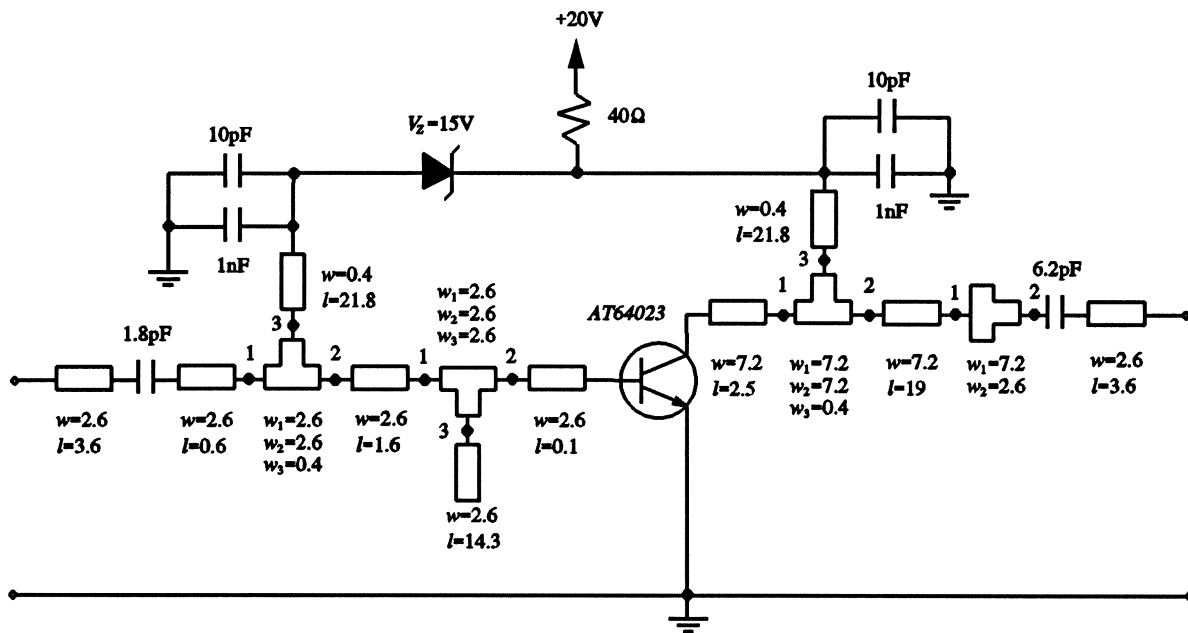 +20V
10pF
40Ω
V_Z=15V
10pF
1nF
1nF
w=0.4
l=21.8
3
w=0.4
l=21.8
3
w₁=2.6
w₂=2.6
w₃=2.6
6.2pF
AT64023
1
2
1
2
1.8pF
1
2
1
2
w=7.2
l=2.5
w₁=7.2
w₂=7.2
w₃=0.4
w=7.2
l=19
w₁=7.2
w₂=2.6
w=2.6
l=3.6
w=2.6
l=3.6
w=2.6
l=0.6
w₁=2.6
w₂=2.6
w₃=0.4
w=2.6
l=1.6
3
w=2.6
l=0.1
w=2.6
l=14.3